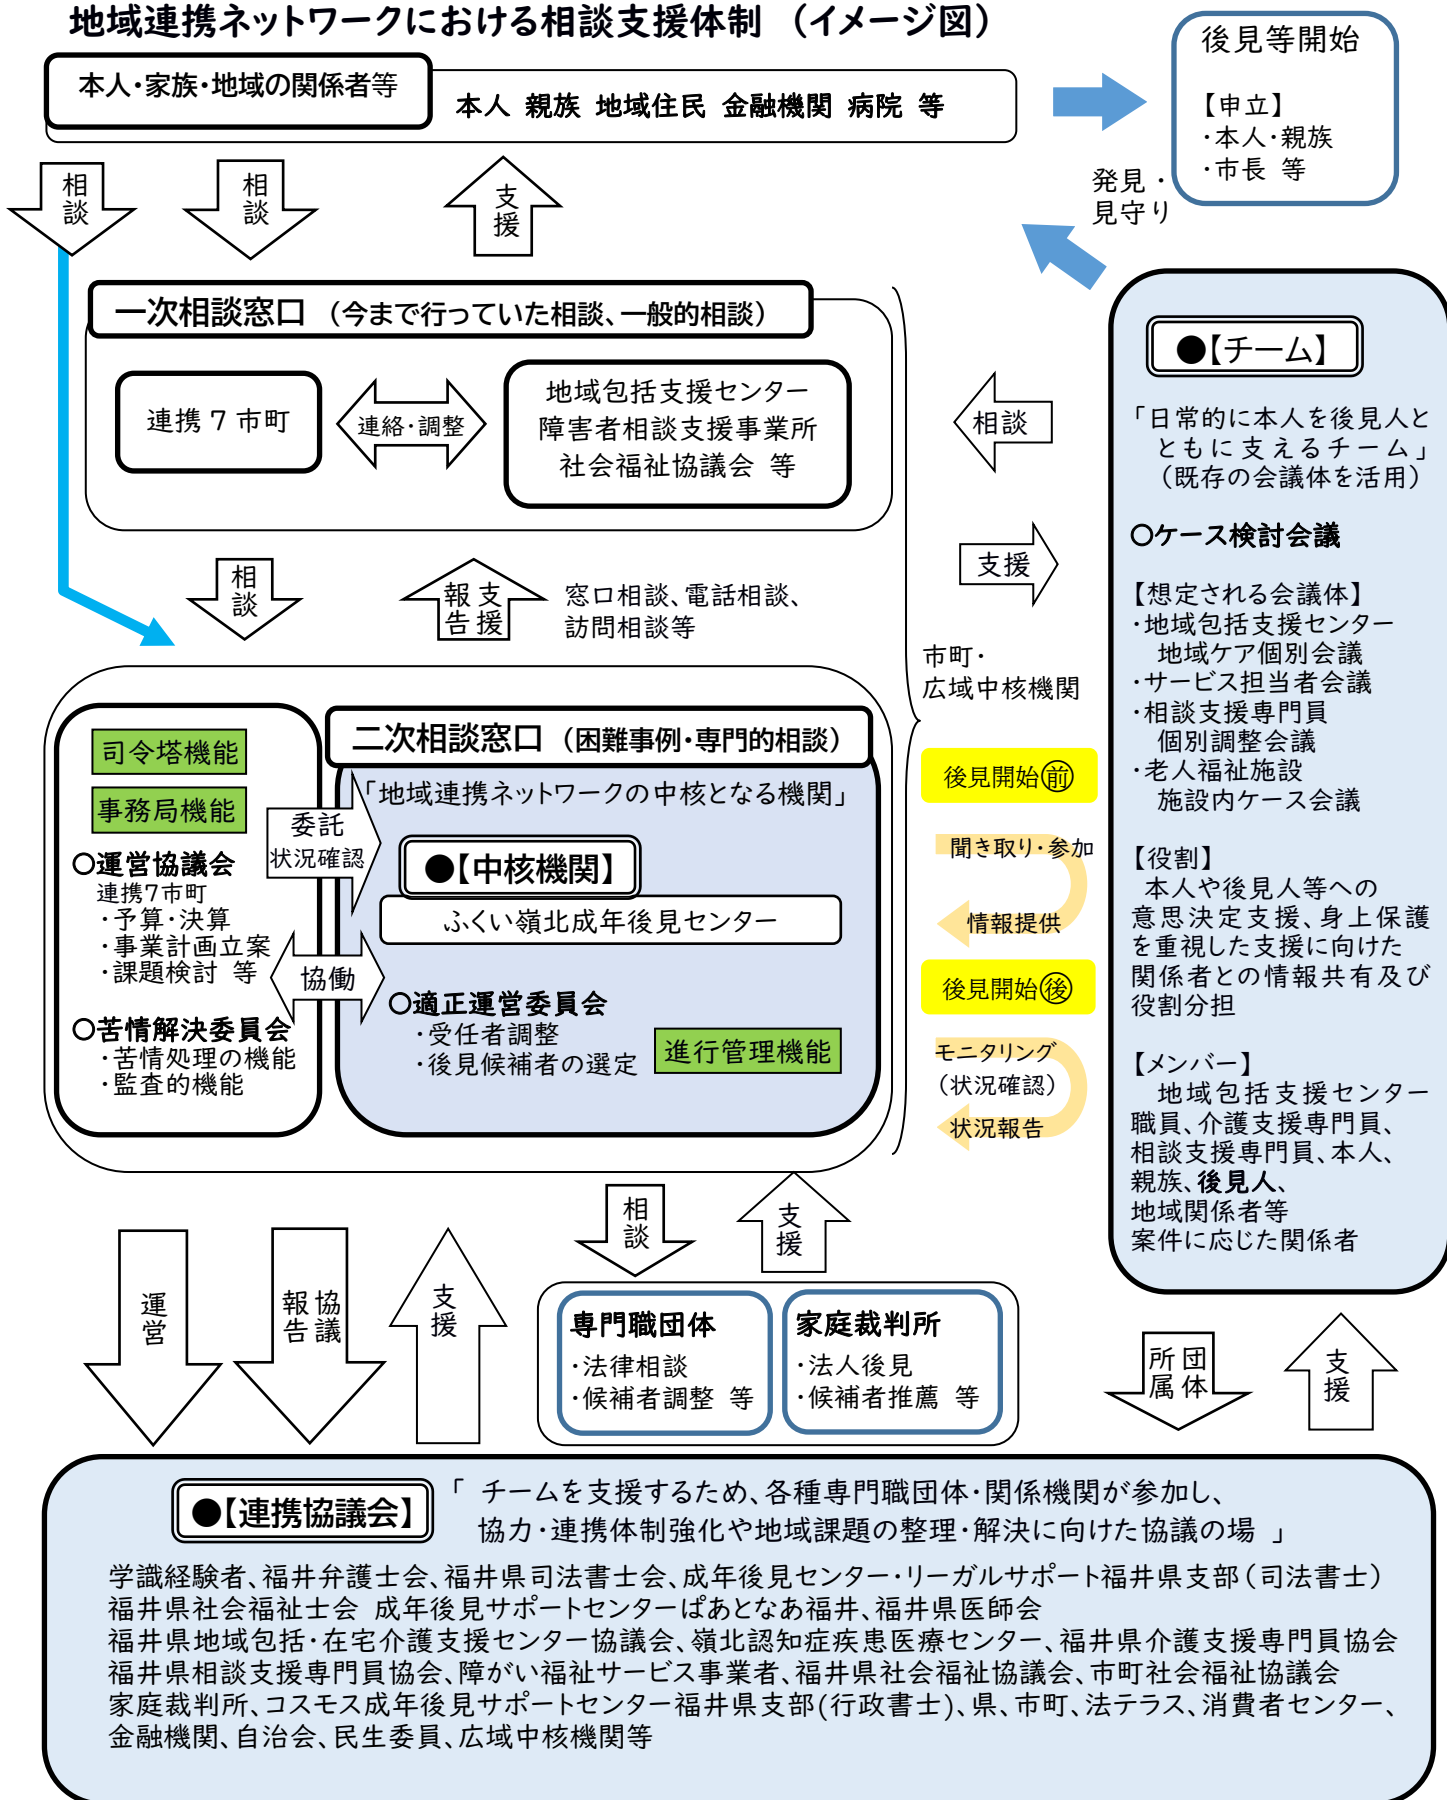 地域連携ネットワークにおける相談支援体制 （イメージ図）
本人・家族・地域の関係者等
本人 親族 地域住民 金融機関 病院 等
後見等開始
【申立】
・本人・親族
・市長 等
相談
相談
支援
発見・
見守り
一次相談窓口 （今まで行っていた相談、一般的相談）
連携７市町
連絡・調整
地域包括支援センター
障害者相談支援事業所
社会福祉協議会 等
相談
支援
●【チーム】
「日常的に本人を後見人と
ともに支えるチーム」
（既存の会議体を活用）
○ケース検討会議
【想定される会議体】
・地域包括支援センター
地域ケア個別会議
・サービス担当者会議
・相談支援専門員
個別調整会議
・老人福祉施設
施設内ケース会議
【役割】
本人や後見人等への
意思決定支援、身上保護
を重視した支援に向けた
関係者との情報共有及び
役割分担
【メンバー】
地域包括支援センター
職員、介護支援専門員、
相談支援専門員、本人、
親族、後見人、
地域関係者等
案件に応じた関係者
相談
支援
報告
窓口相談、電話相談、
訪問相談等
市町・
広域中核機関
司令塔機能
事務局機能
○運営協議会
連携7市町
・予算・決算
・事業計画立案
・課題検討 等
○苦情解決委員会
・苦情処理の機能
・監査的機能
委託
状況確認
協働
二次相談窓口 （困難事例・専門的相談）
「地域連携ネットワークの中核となる機関」
●【中核機関】
ふくい嶺北成年後見センター
○適正運営委員会
・受任者調整
・後見候補者の選定
進行管理機能
後見開始㊟前
聞き取り・参加
情報提供
後見開始後
モニタリング
（状況確認）
状況報告
運営
協議
報告
支援
相談
支援
専門職団体
・法律相談
・候補者調整 等
家庭裁判所
・法人後見
・候補者推薦 等
団体
所属
支援
●【連携協議会】
「 チームを支援するため、各種専門職団体・関係機関が参加し、
協力・連携体制強化や地域課題の整理・解決に向けた協議の場 」
学識経験者、福井弁護士会、福井県司法書士会、成年後見センター・リーガルサポート福井県支部（司法書士）
福井県社会福祉士会 成年後見サポートセンターぱあとなあ福井、福井県医師会
福井県地域包括・在宅介護支援センター協議会、嶺北認知症疾患医療センター、福井県介護支援専門員協会
福井県相談支援専門員協会、障がい福祉サービス事業者、福井県社会福祉協議会、市町社会福祉協議会
家庭裁判所、コスモス成年後見サポートセンター福井県支部(行政書士)、県、市町、法テラス、消費者センター、
金融機関、自治会、民生委員、広域中核機関等